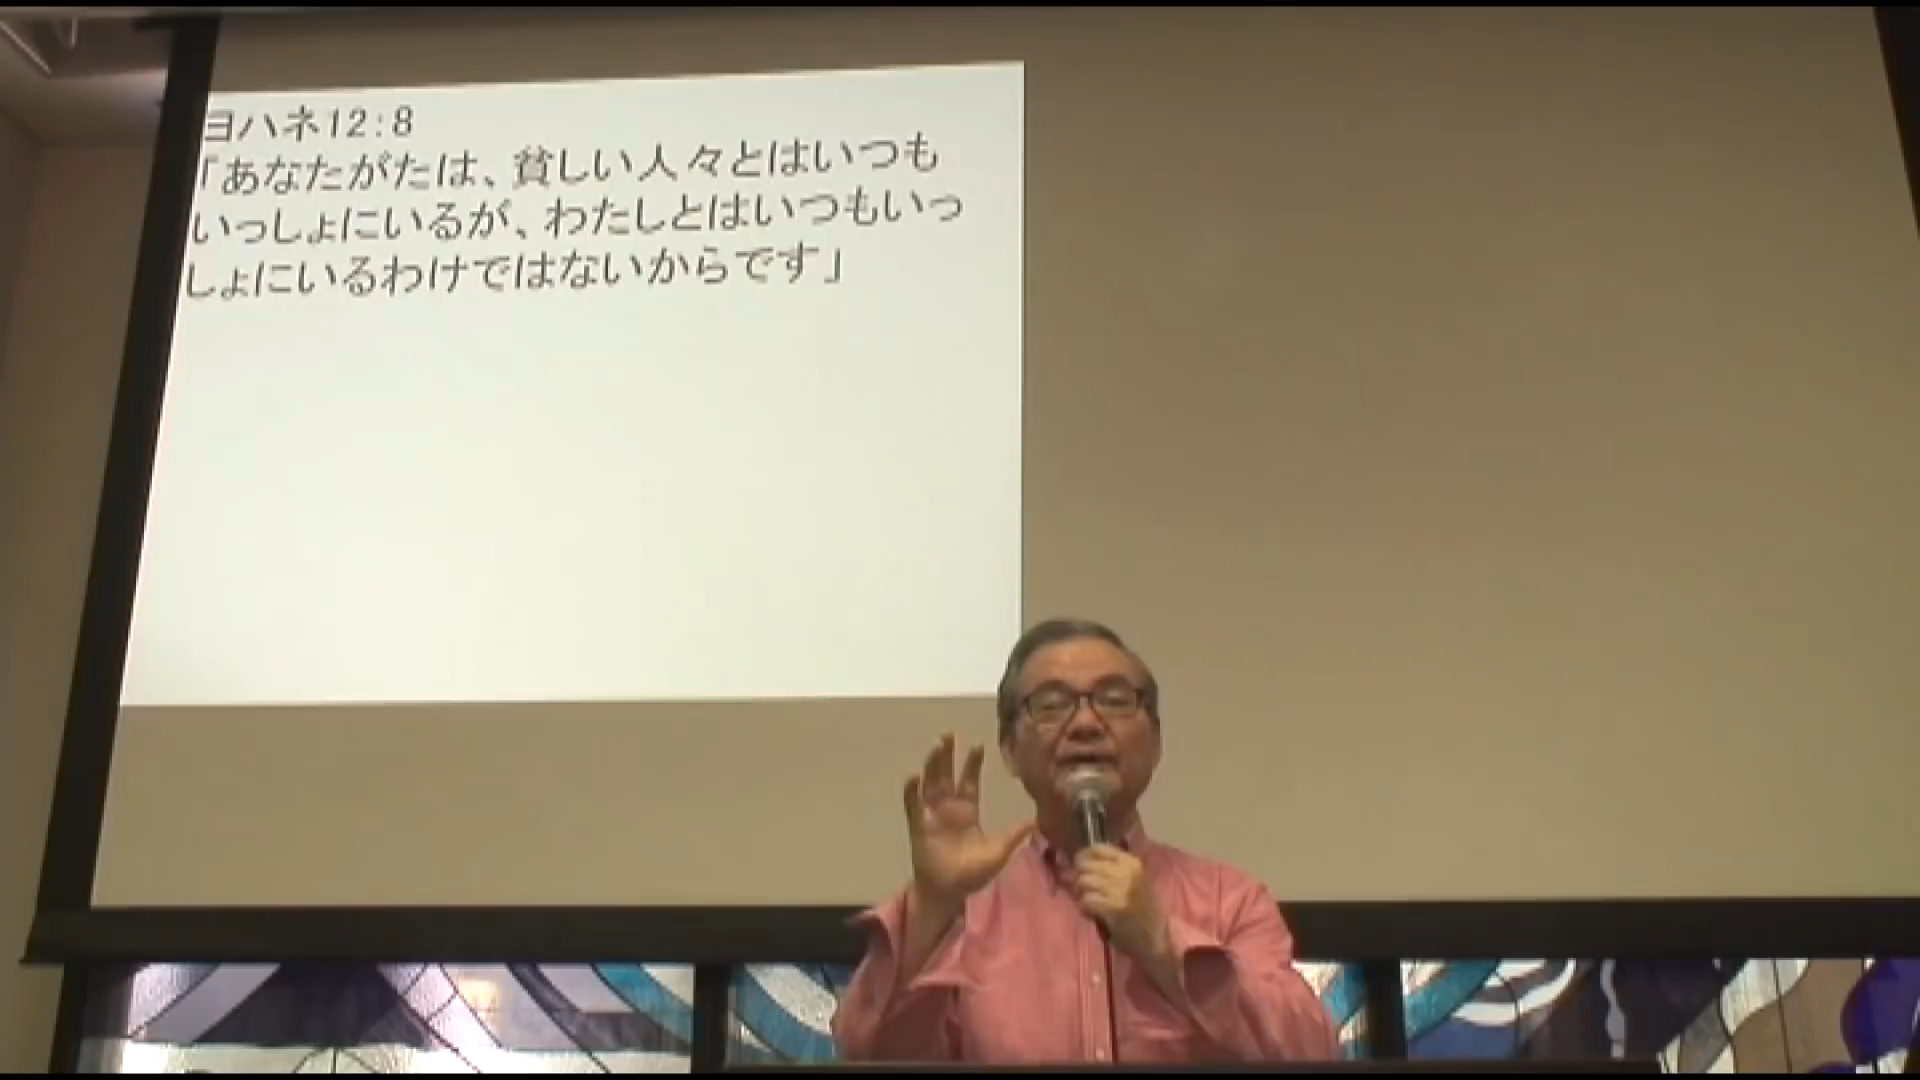 ヨハネ12:8
「あなたがたは、貧しい人々とはいつも
いっしょにいるが、わたしとはいつもいっ
しょにいるわけではないからです」